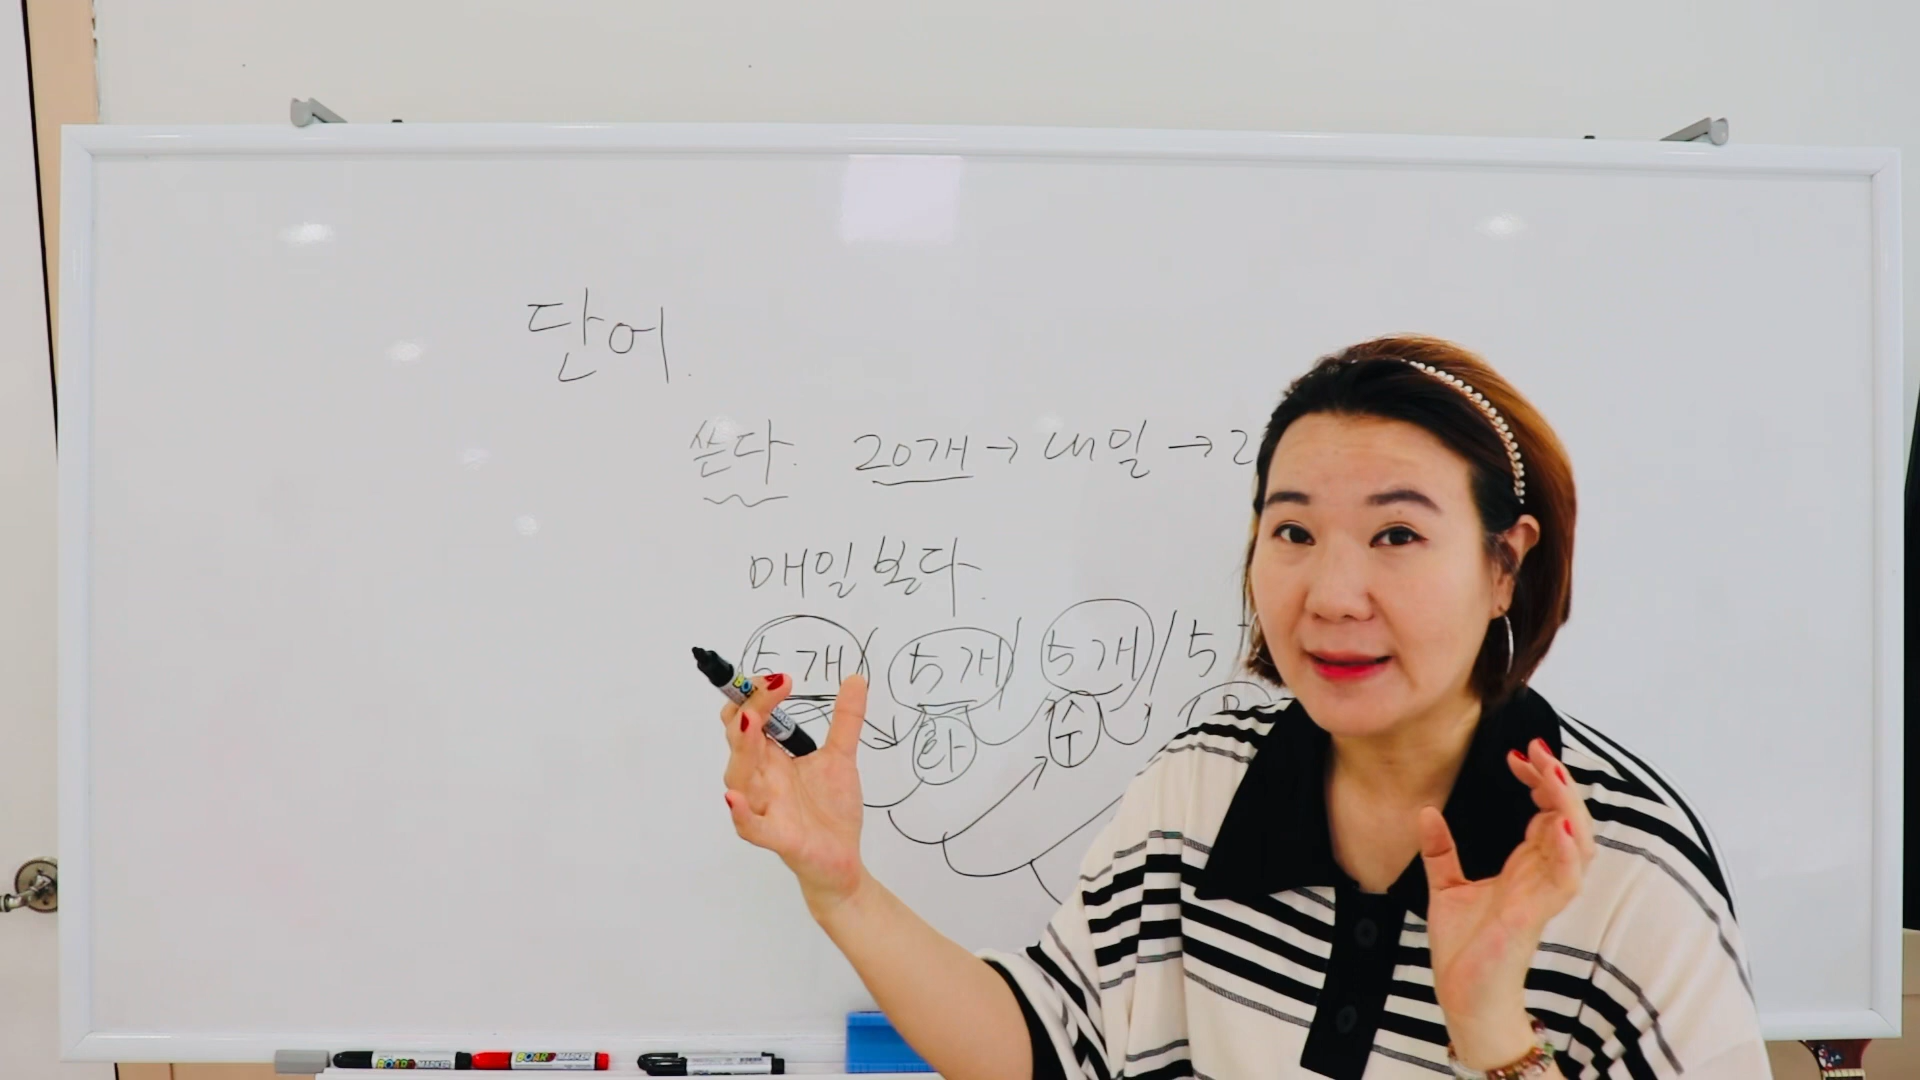 단어.
쓴다. 20개 → 내일 → 2
매일 본다.
5개 / 5개 / 5개 / 5
화 수
BOARD MARKER BOARD MARKER